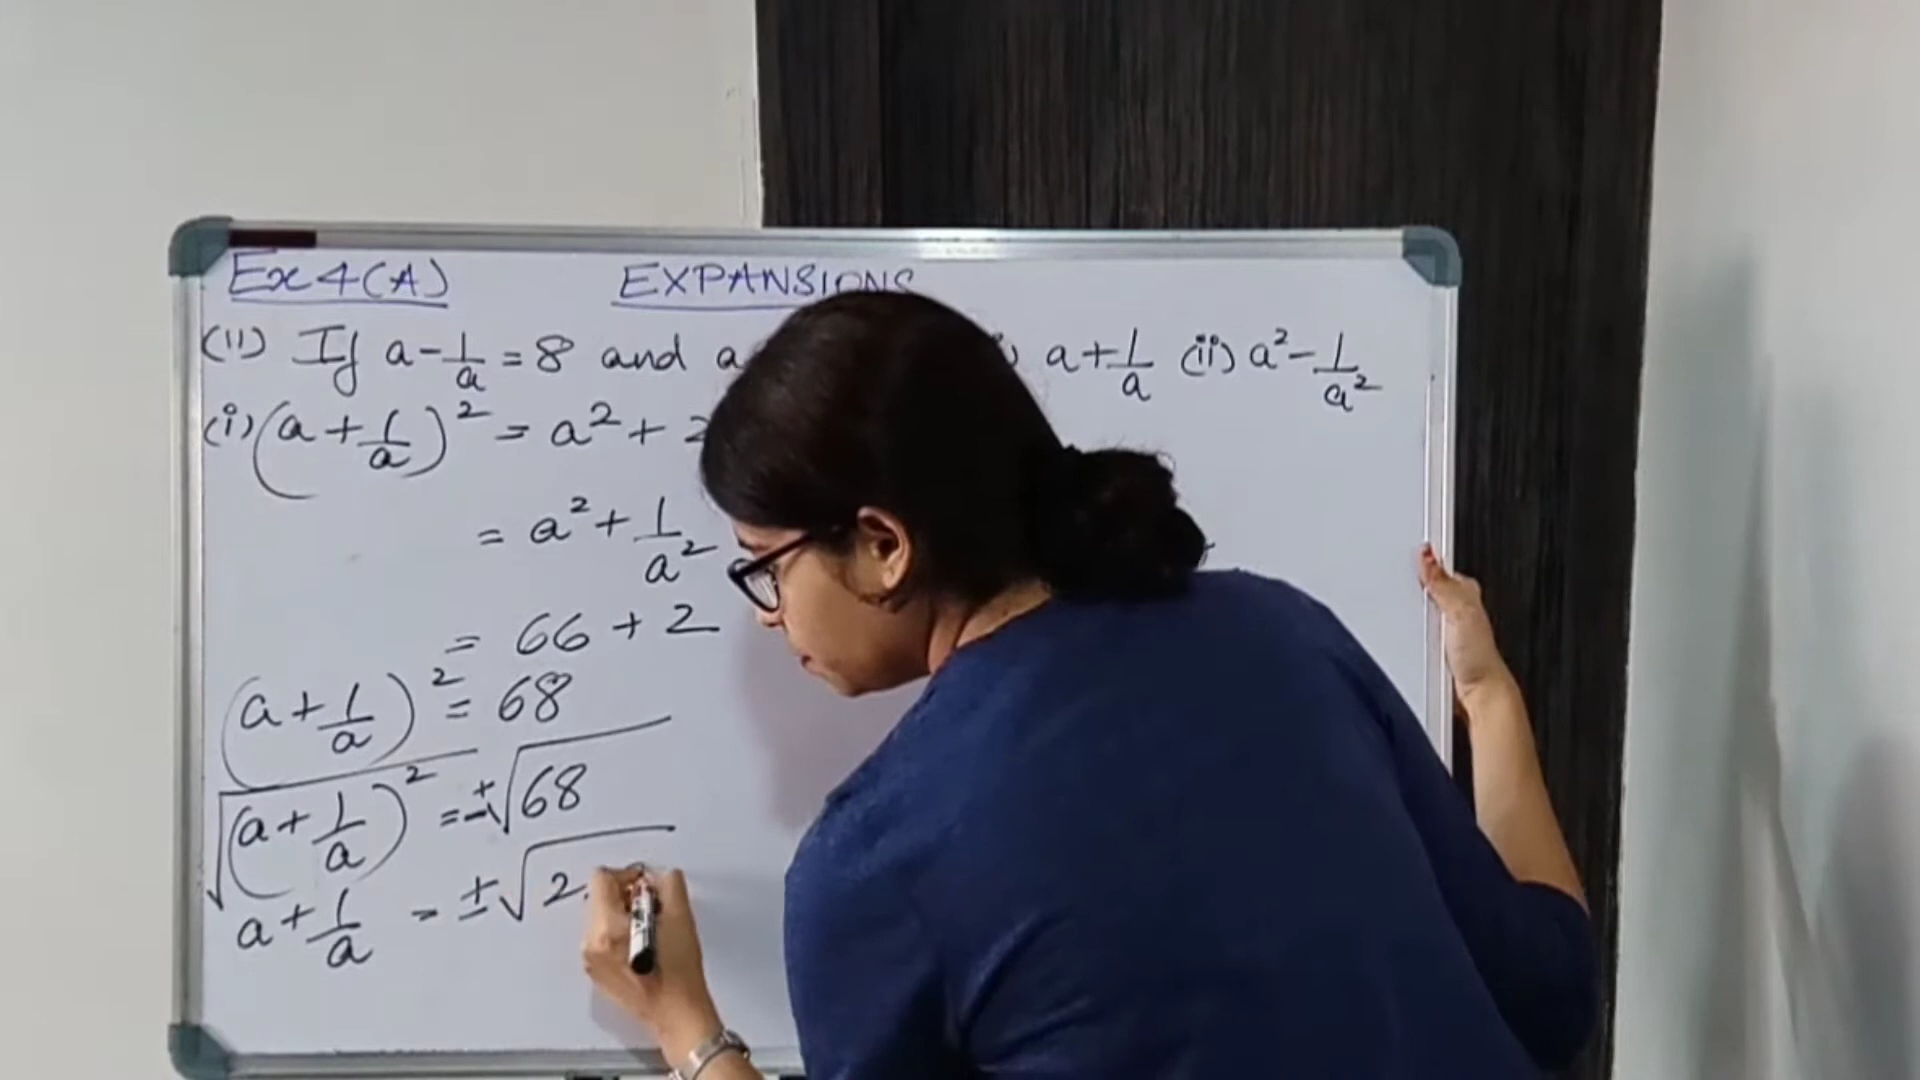 Ex 4(A) EXPANSIONS
(11) If a - 1/a = 8 and a a + 1/a (ii) a² - 1/a²
(i) (a + 1/a)² = a² + 2
= a² + 1/a²
= 66 + 2
(a + 1/a)² = 68
√(a + 1/a)² = ±√68
a + 1/a = ±√2